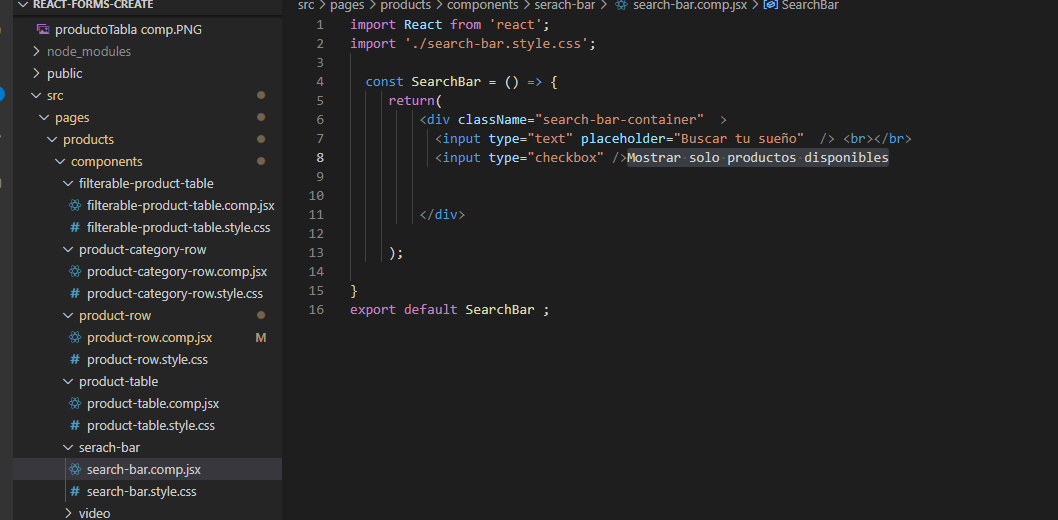 REACT-FORMS-CREATE
productoTabla comp.PNG
node_modules
public
src
pages
products
components
filterable-product-table
filterable-product-table.comp.jsx
# filterable-product-table.style.css
product-category-row
product-category-row.comp.jsx
# product-category-row.style.css
product-row
product-row.comp.jsx M
# product-row.style.css
product-table
product-table.comp.jsx
# product-table.style.css
serach-bar
search-bar.comp.jsx
# search-bar.style.css
video
src > pages > products > components > serach-bar > search-bar.comp.jsx > SearchBar
1 import React from 'react';
2 import './search-bar.style.css';
3
4 const SearchBar = () => {
5 return(
6 <div className="search-bar-container" >
7 <input type="text" placeholder="Buscar tu sueño" /> <br></br>
8 <input type="checkbox" />Mostrar solo productos disponibles
9
10
11 </div>
12
13 );
14
15 }
16 export default SearchBar ;